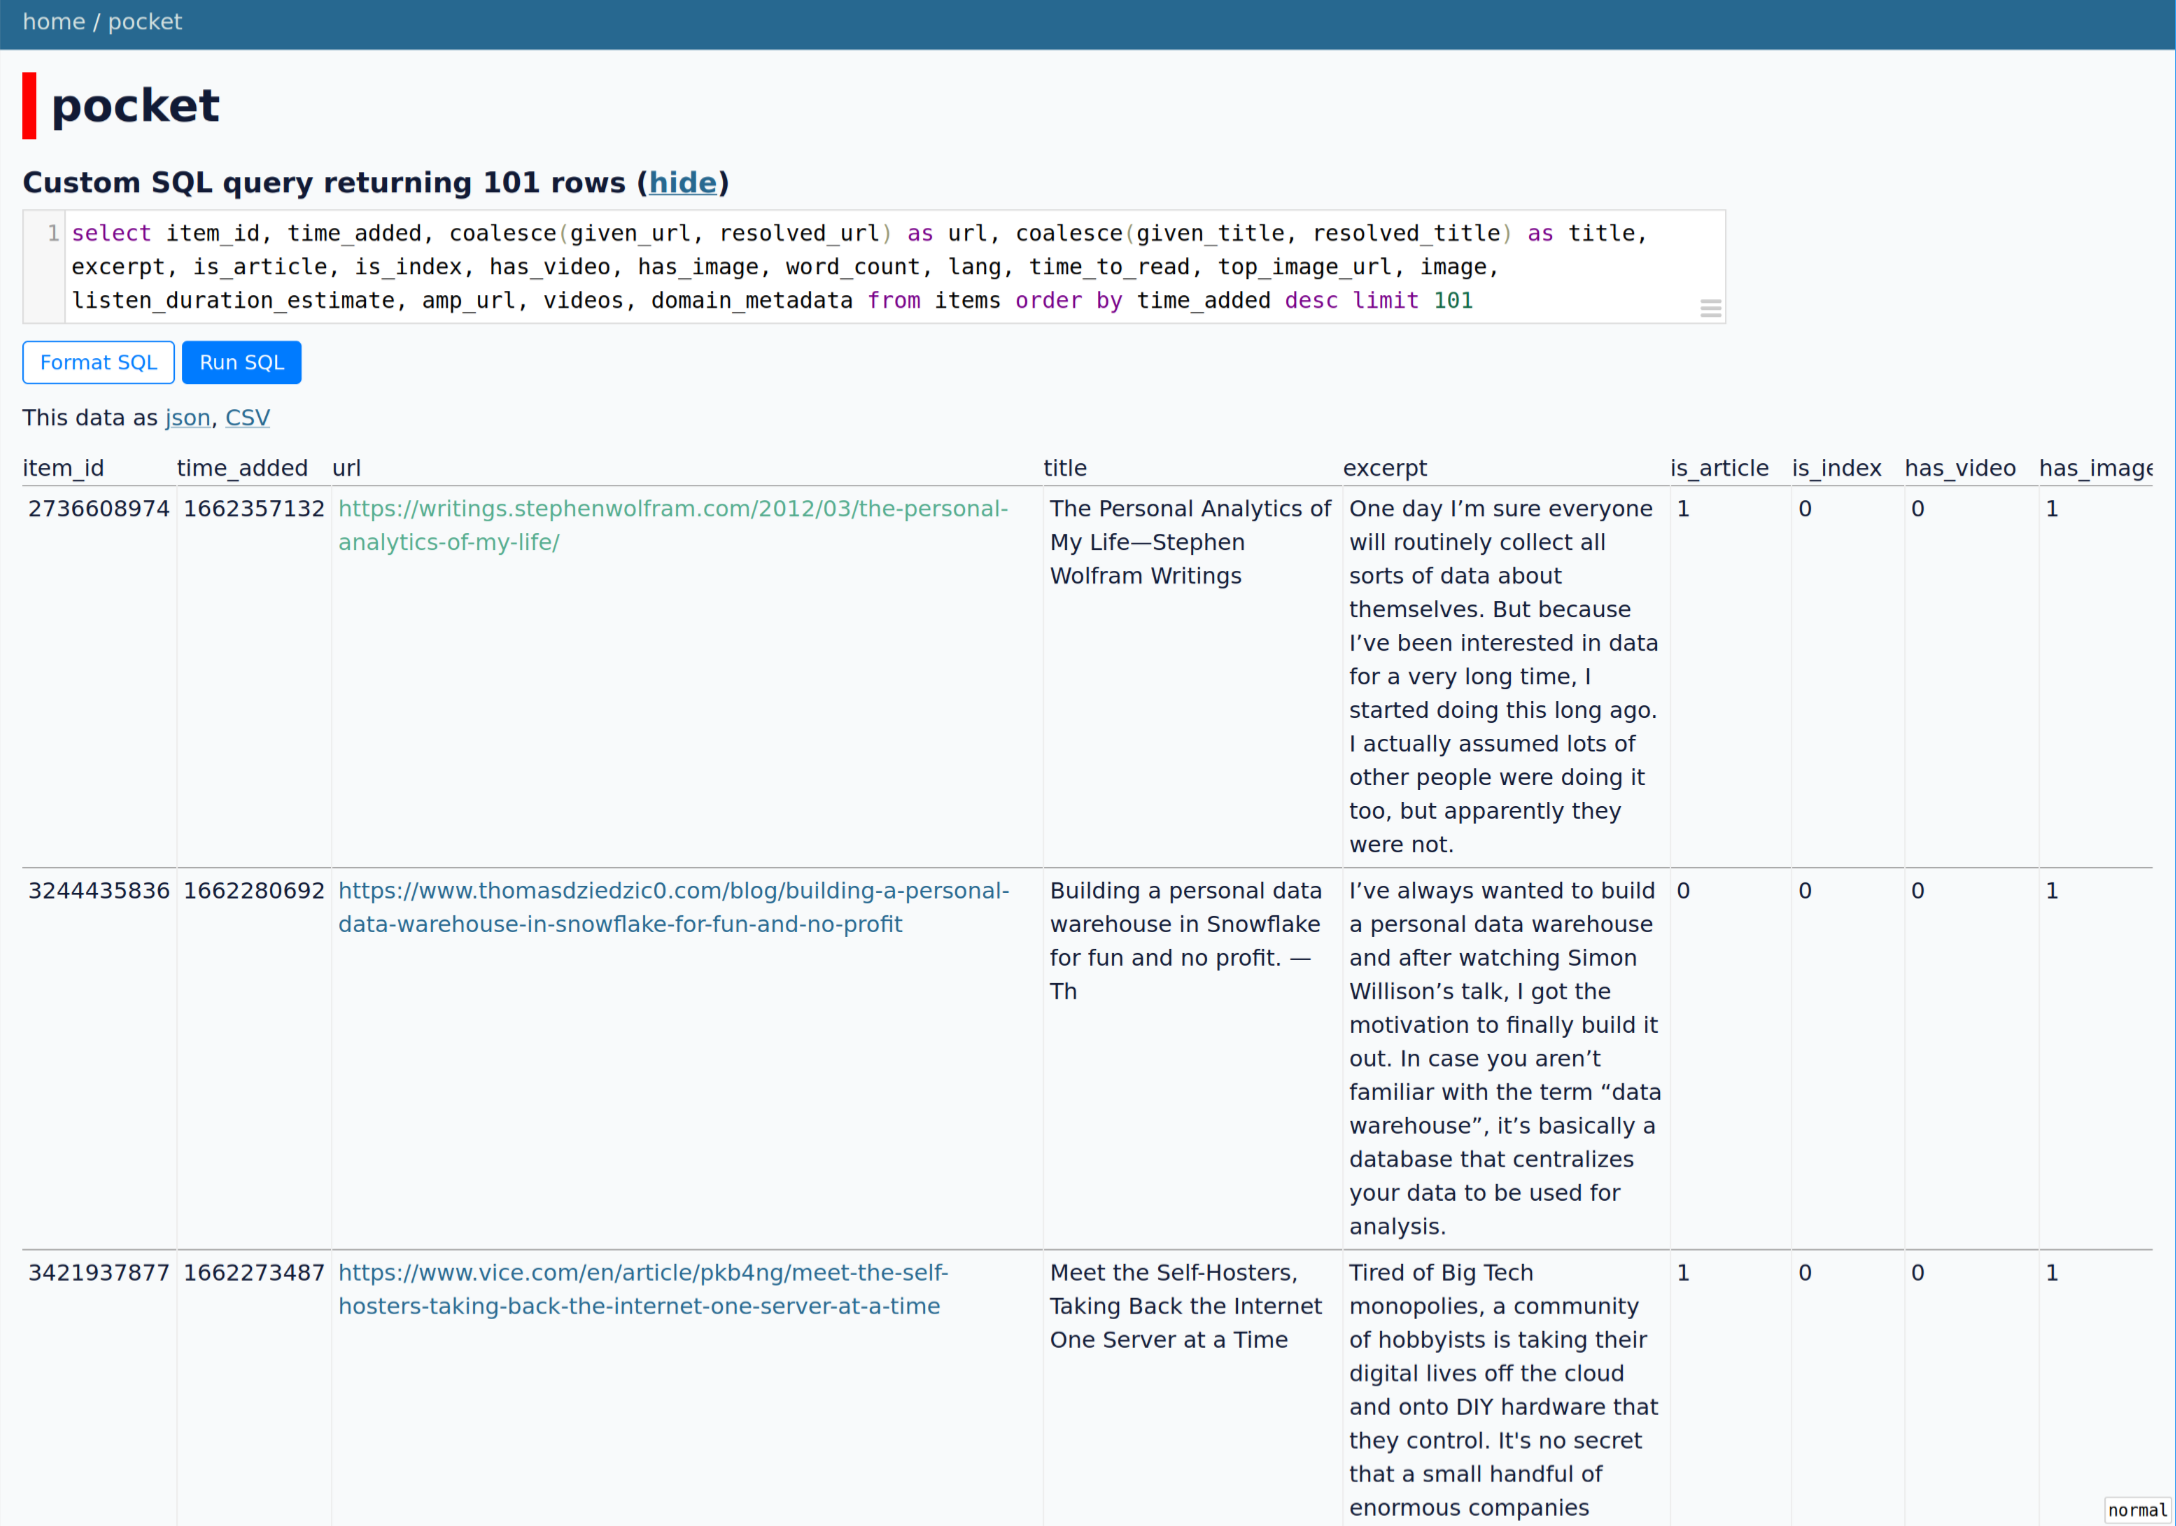 home / pocket
pocket
Custom SQL query returning 101 rows (hide)
1 select item_id, time_added, coalesce(given_url, resolved_url) as url, coalesce(given_title, resolved_title) as title,
excerpt, is_article, is_index, has_video, has_image, word_count, lang, time_to_read, top_image_url, image,
listen_duration_estimate, amp_url, videos, domain_metadata from items order by time_added desc limit 101
Format SQL Run SQL
This data as json, CSV
item_id time_added url title excerpt is_article is_index has_video has_image
2736608974 1662357132 https://writings.stephenwolfram.com/2012/03/the-personal-
analytics-of-my-life/
The Personal Analytics of
My Life—Stephen
Wolfram Writings
One day I’m sure everyone
will routinely collect all
sorts of data about
themselves. But because
I’ve been interested in data
for a very long time, I
started doing this long ago.
I actually assumed lots of
other people were doing it
too, but apparently they
were not.
1 0 0 1
3244435836 1662280692 https://www.thomasdziedzic0.com/blog/building-a-personal-
data-warehouse-in-snowflake-for-fun-and-no-profit
Building a personal data
warehouse in Snowflake
for fun and no profit. —
Th
I’ve always wanted to build
a personal data warehouse
and after watching Simon
Willison’s talk, I got the
motivation to finally build it
out. In case you aren’t
familiar with the term “data
warehouse”, it’s basically a
database that centralizes
your data to be used for
analysis.
0 0 0 1
3421937877 1662273487 https://www.vice.com/en/article/pkb4ng/meet-the-self-
hosters-taking-back-the-internet-one-server-at-a-time
Meet the Self-Hosters,
Taking Back the Internet
One Server at a Time
Tired of Big Tech
monopolies, a community
of hobbyists is taking their
digital lives off the cloud
and onto DIY hardware that
they control. It's no secret
that a small handful of
enormous companies
1 0 0 1
normal